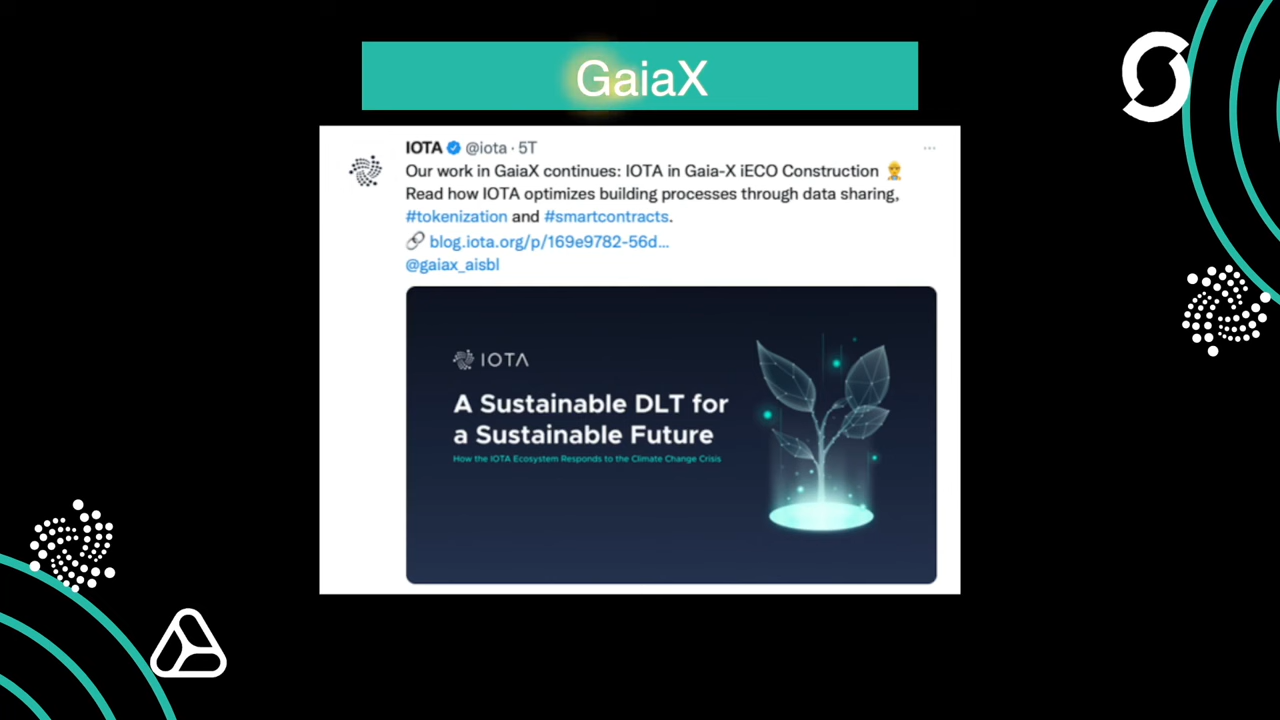 GaiaX
IOTA @iota · 5T
Our work in GaiaX continues: IOTA in Gaia-X iECO Construction 👷
Read how IOTA optimizes building processes through data sharing,
#tokenization and #smartcontracts.
🔗 blog.iota.org/p/169e9782-56d...
@gaiax_aisbl
IOTA
A Sustainable DLT for
a Sustainable Future
How the IOTA Ecosystem Responds to the Climate Change Crisis